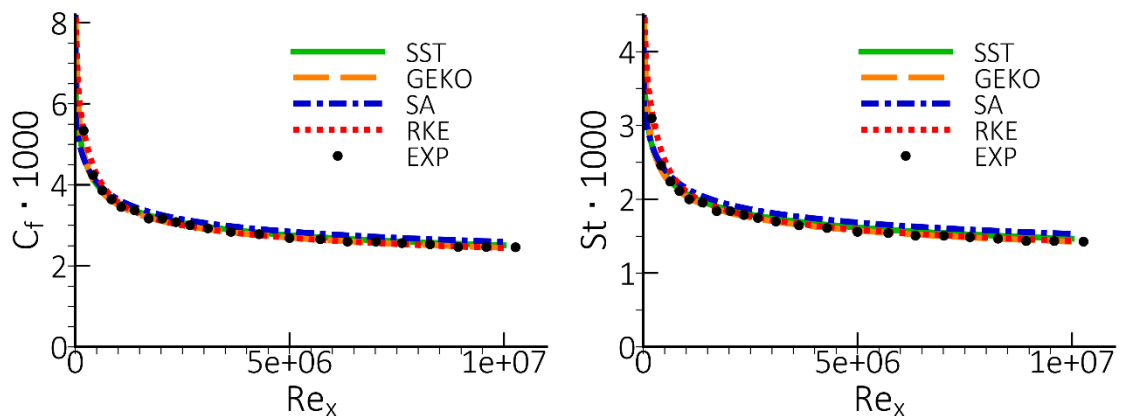 8
6
4
2
0
C_f · 1000
SST
GEKO
SA
RKE
EXP
0
5e+06
1e+07
Re_x
4
3
2
1
0
St · 1000
SST
GEKO
SA
RKE
EXP
0
5e+06
1e+07
Re_x